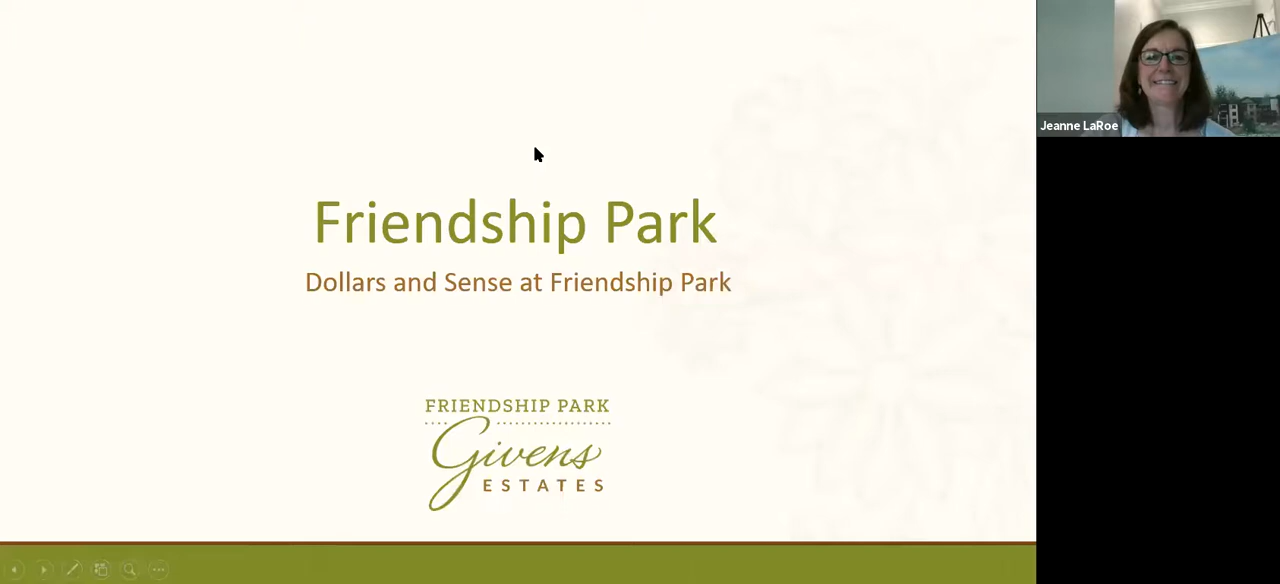 Friendship Park
Dollars and Sense at Friendship Park
FRIENDSHIP PARK
Givens
ESTATES
Jeanne LaRoe